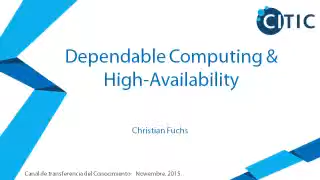 CITIC
Dependable Computing &
High-Availability
Christian Fuchs
Canal de transferencia del Conocimiento - Noviembre, 2015